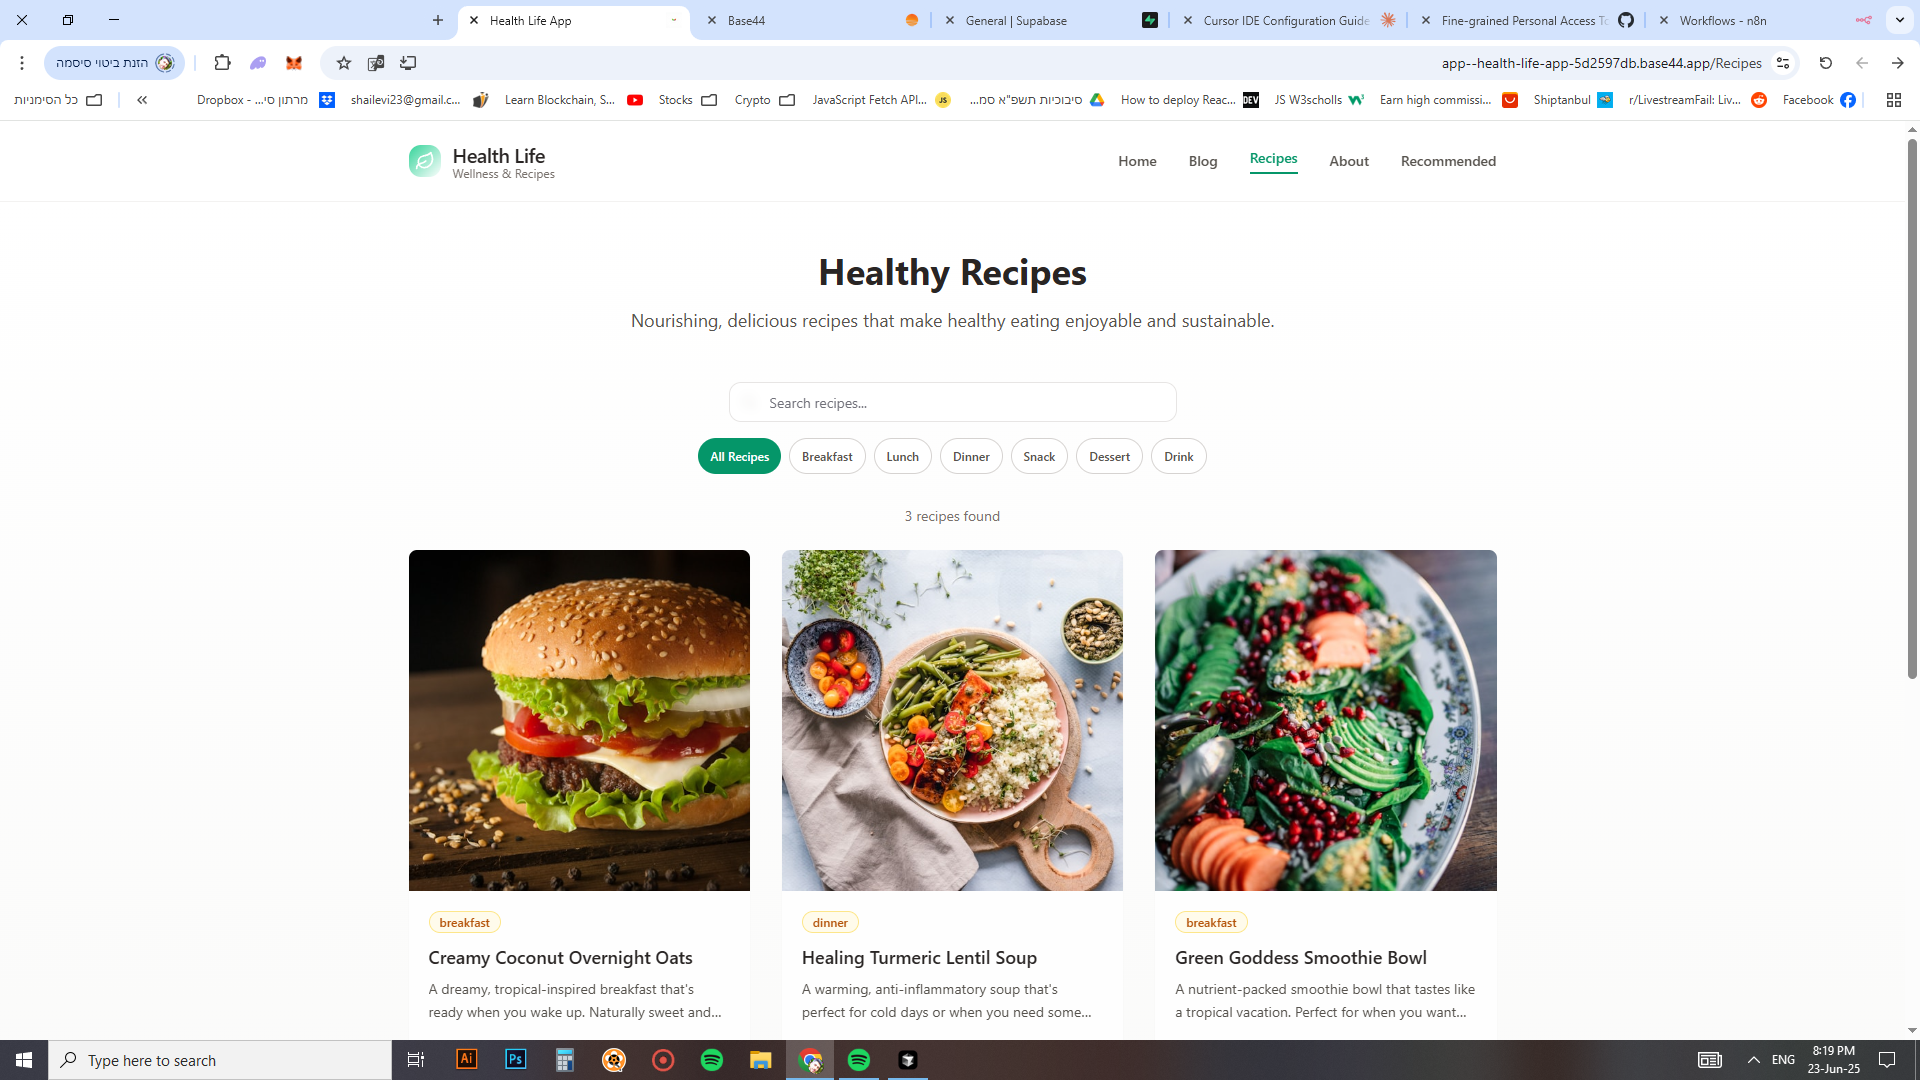 Health Life App
Base44
General | Supabase
Cursor IDE Configuration Guide
Fine-grained Personal Access To
Workflows - n8n
הזנת ביטוי סיסמה
app--health-life-app-5d2597db.base44.app/Recipes
כל הסימניות
Dropbox - ...מרתון סי
shailevi23@gmail.c...
Learn Blockchain, S...
Stocks
Crypto
JavaScript Fetch API...
סיבוכיות תשפ"א סמ...
How to deploy Reac...
DEV
JS W3scholls
Earn high commissi...
Shiptanbul
r/LivestreamFail: Liv...
Facebook
Health Life
Wellness & Recipes
Home
Blog
Recipes
About
Recommended
Healthy Recipes
Nourishing, delicious recipes that make healthy eating enjoyable and sustainable.
Search recipes...
All Recipes
Breakfast
Lunch
Dinner
Snack
Dessert
Drink
3 recipes found
breakfast
Creamy Coconut Overnight Oats
A dreamy, tropical-inspired breakfast that's
ready when you wake up. Naturally sweet and...
dinner
Healing Turmeric Lentil Soup
A warming, anti-inflammatory soup that's
perfect for cold days or when you need some...
breakfast
Green Goddess Smoothie Bowl
A nutrient-packed smoothie bowl that tastes like
a tropical vacation. Perfect for when you want...
Type here to search
Ai
Ps
ENG
8:19 PM
23-Jun-25